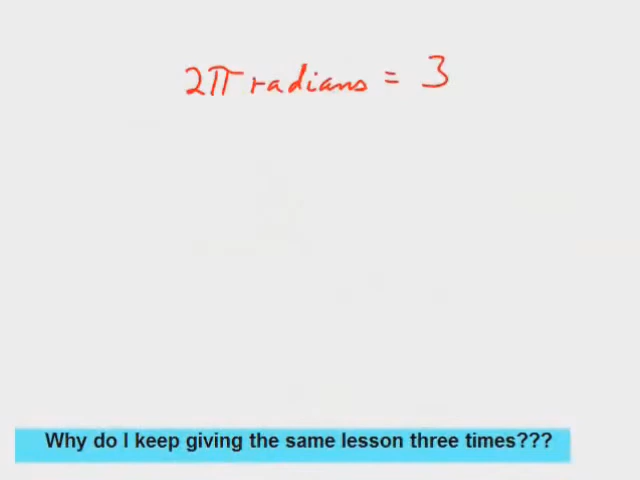 2π radians = 3
Why do I keep giving the same lesson three times???